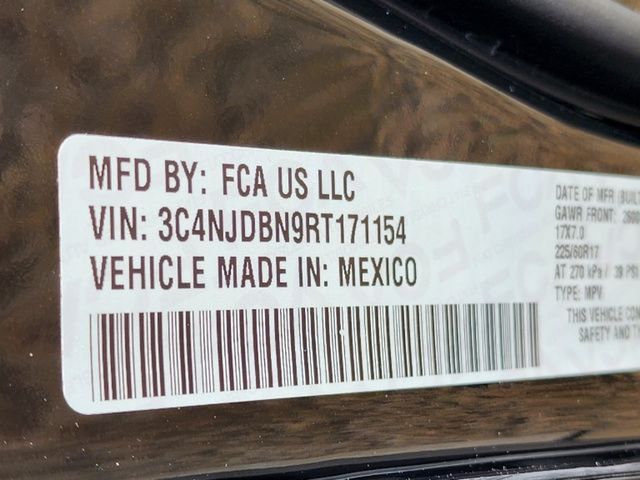 MFD BY: FCA US LLC
VIN: 3C4NJDBN9RT171154
VEHICLE MADE IN: MEXICO
DATE OF MFR
GAWR FRONT:
17X7.0
225/60R17
AT 270 kPa / 39 PSI
TYPE: MPV
THIS VEHICLE
SAFETY AND